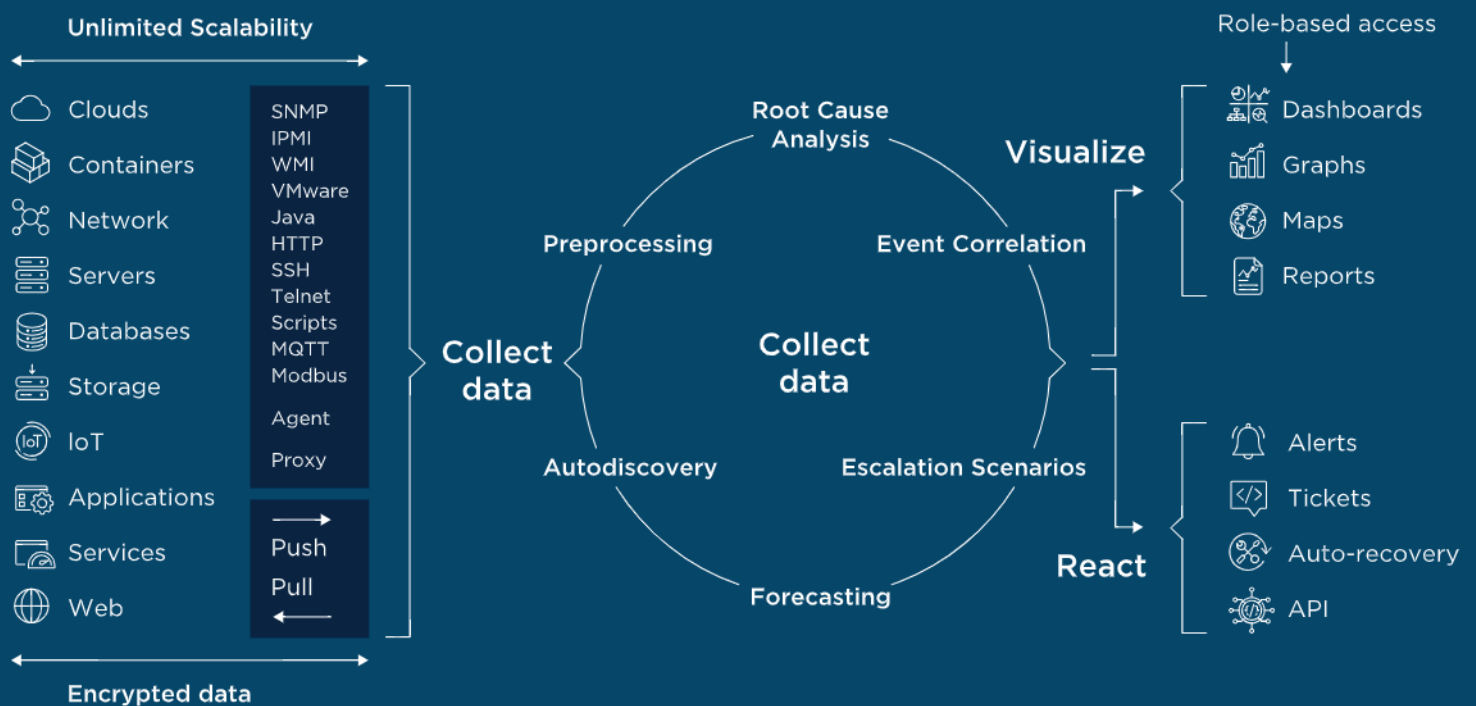 Unlimited Scalability
Clouds
Containers
Network
Servers
Databases
Storage
IoT
IoT
Applications
Services
Web
Encrypted data
SNMP
IPMI
WMI
VMware
Java
HTTP
SSH
Telnet
Scripts
MQTT
Modbus
Agent
Proxy
Push
Pull
Collect
data
Root Cause
Analysis
Preprocessing
Event Correlation
Collect
data
Autodiscovery
Escalation Scenarios
Forecasting
Visualize
React
Role-based access
Dashboards
Graphs
Maps
Reports
Alerts
</>
Tickets
Auto-recovery
</>
API